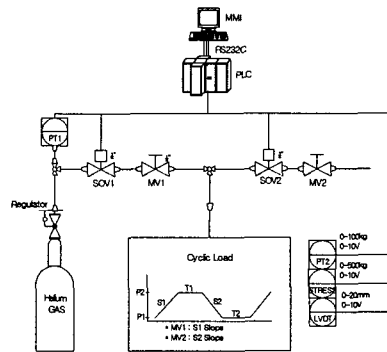 MMI
RS232C
PLC
PT1
SOV1
MV1
SOV2
MV2
Regulator
Helium
GAS
Cyclic Load
P2
P1
S1
T1
S2
T2
* MV1 : S1 Slope
* MV2 : S2 Slope
0-100kg
0-10V
PT2
0-500kg
0-10V
STRESS
0-20mm
0-10V
LVDT